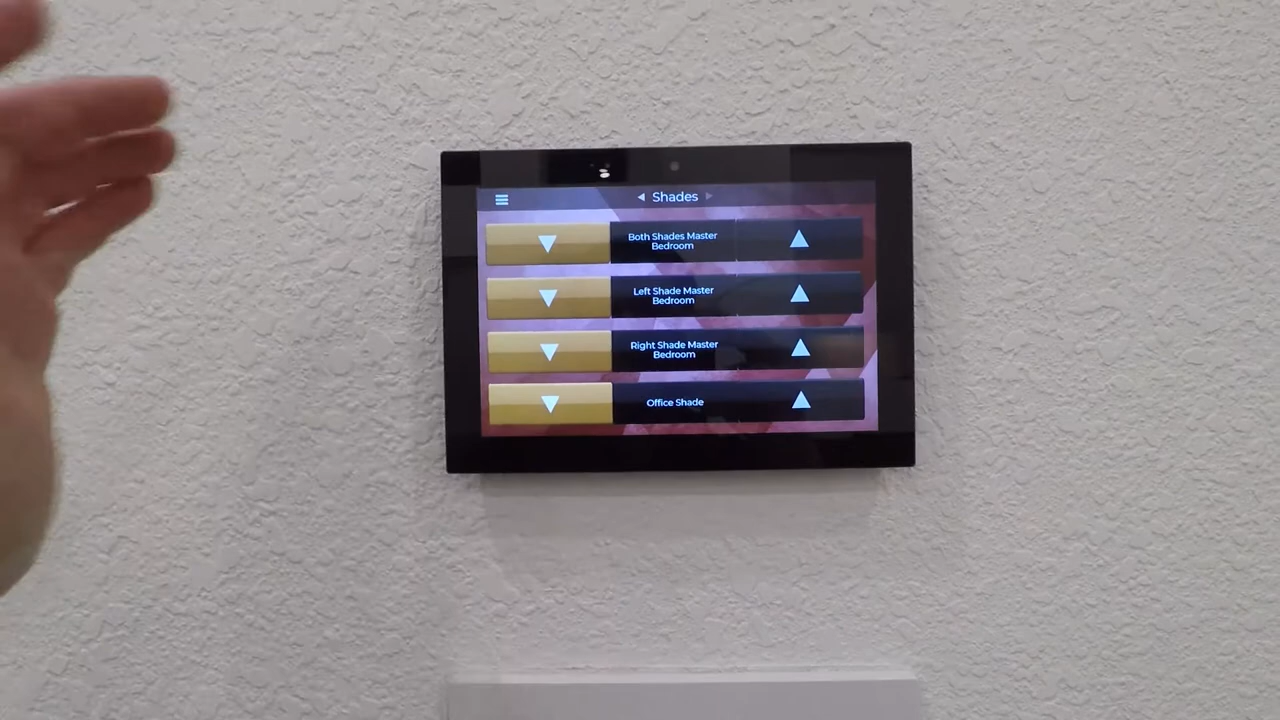 Shades
Both Shades Master
Bedroom
Left Shade Master
Bedroom
Right Shade Master
Bedroom
Office Shade